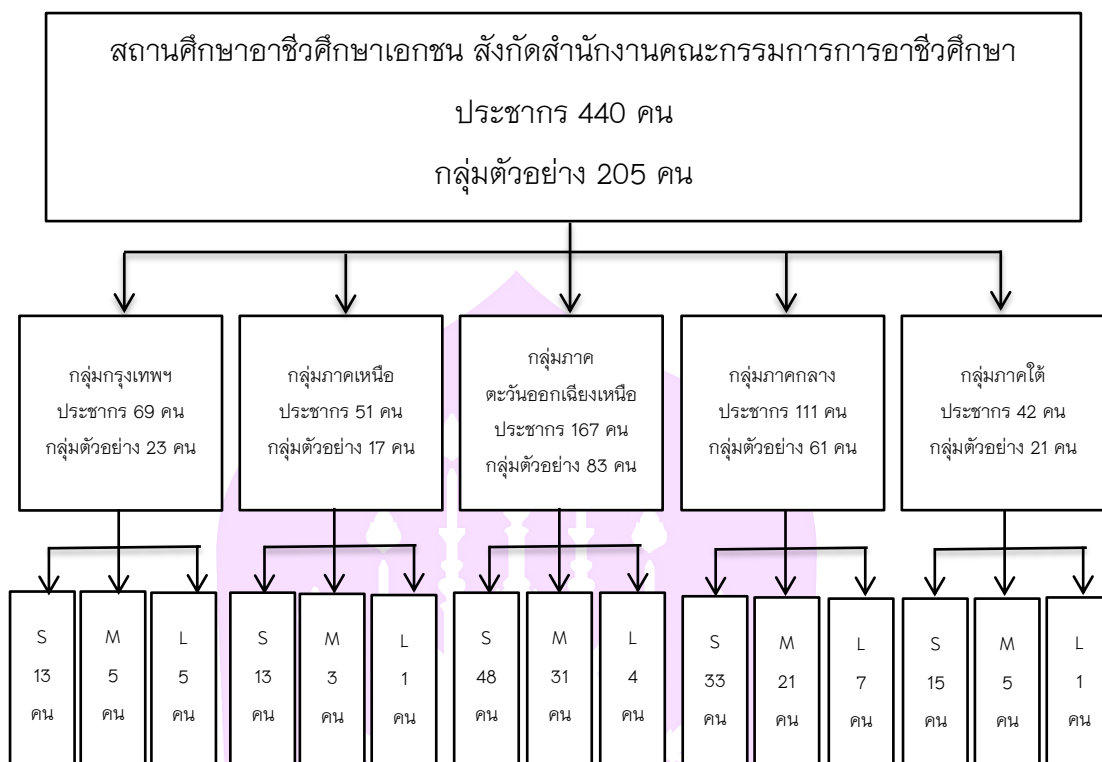 สถานศึกษาอาชีวศึกษาเอกชน สังกัดสำนักงานคณะกรรมการการอาชีวศึกษา
ประชากร 440 คน
กลุ่มตัวอย่าง 205 คน
กลุ่มกรุงเทพฯ
ประชากร 69 คน
กลุ่มตัวอย่าง 23 คน
กลุ่มภาคเหนือ
ประชากร 51 คน
กลุ่มตัวอย่าง 17 คน
กลุ่มภาค
ตะวันออกเฉียงเหนือ
ประชากร 167 คน
กลุ่มตัวอย่าง 83 คน
กลุ่มภาคกลาง
ประชากร 111 คน
กลุ่มตัวอย่าง 61 คน
กลุ่มภาคใต้
ประชากร 42 คน
กลุ่มตัวอย่าง 21 คน
S
13
คน
M
5
คน
L
5
คน
S
13
คน
M
3
คน
L
1
คน
S
48
คน
M
31
คน
L
4
คน
S
33
คน
M
21
คน
L
7
คน
S
15
คน
M
5
คน
L
1
คน